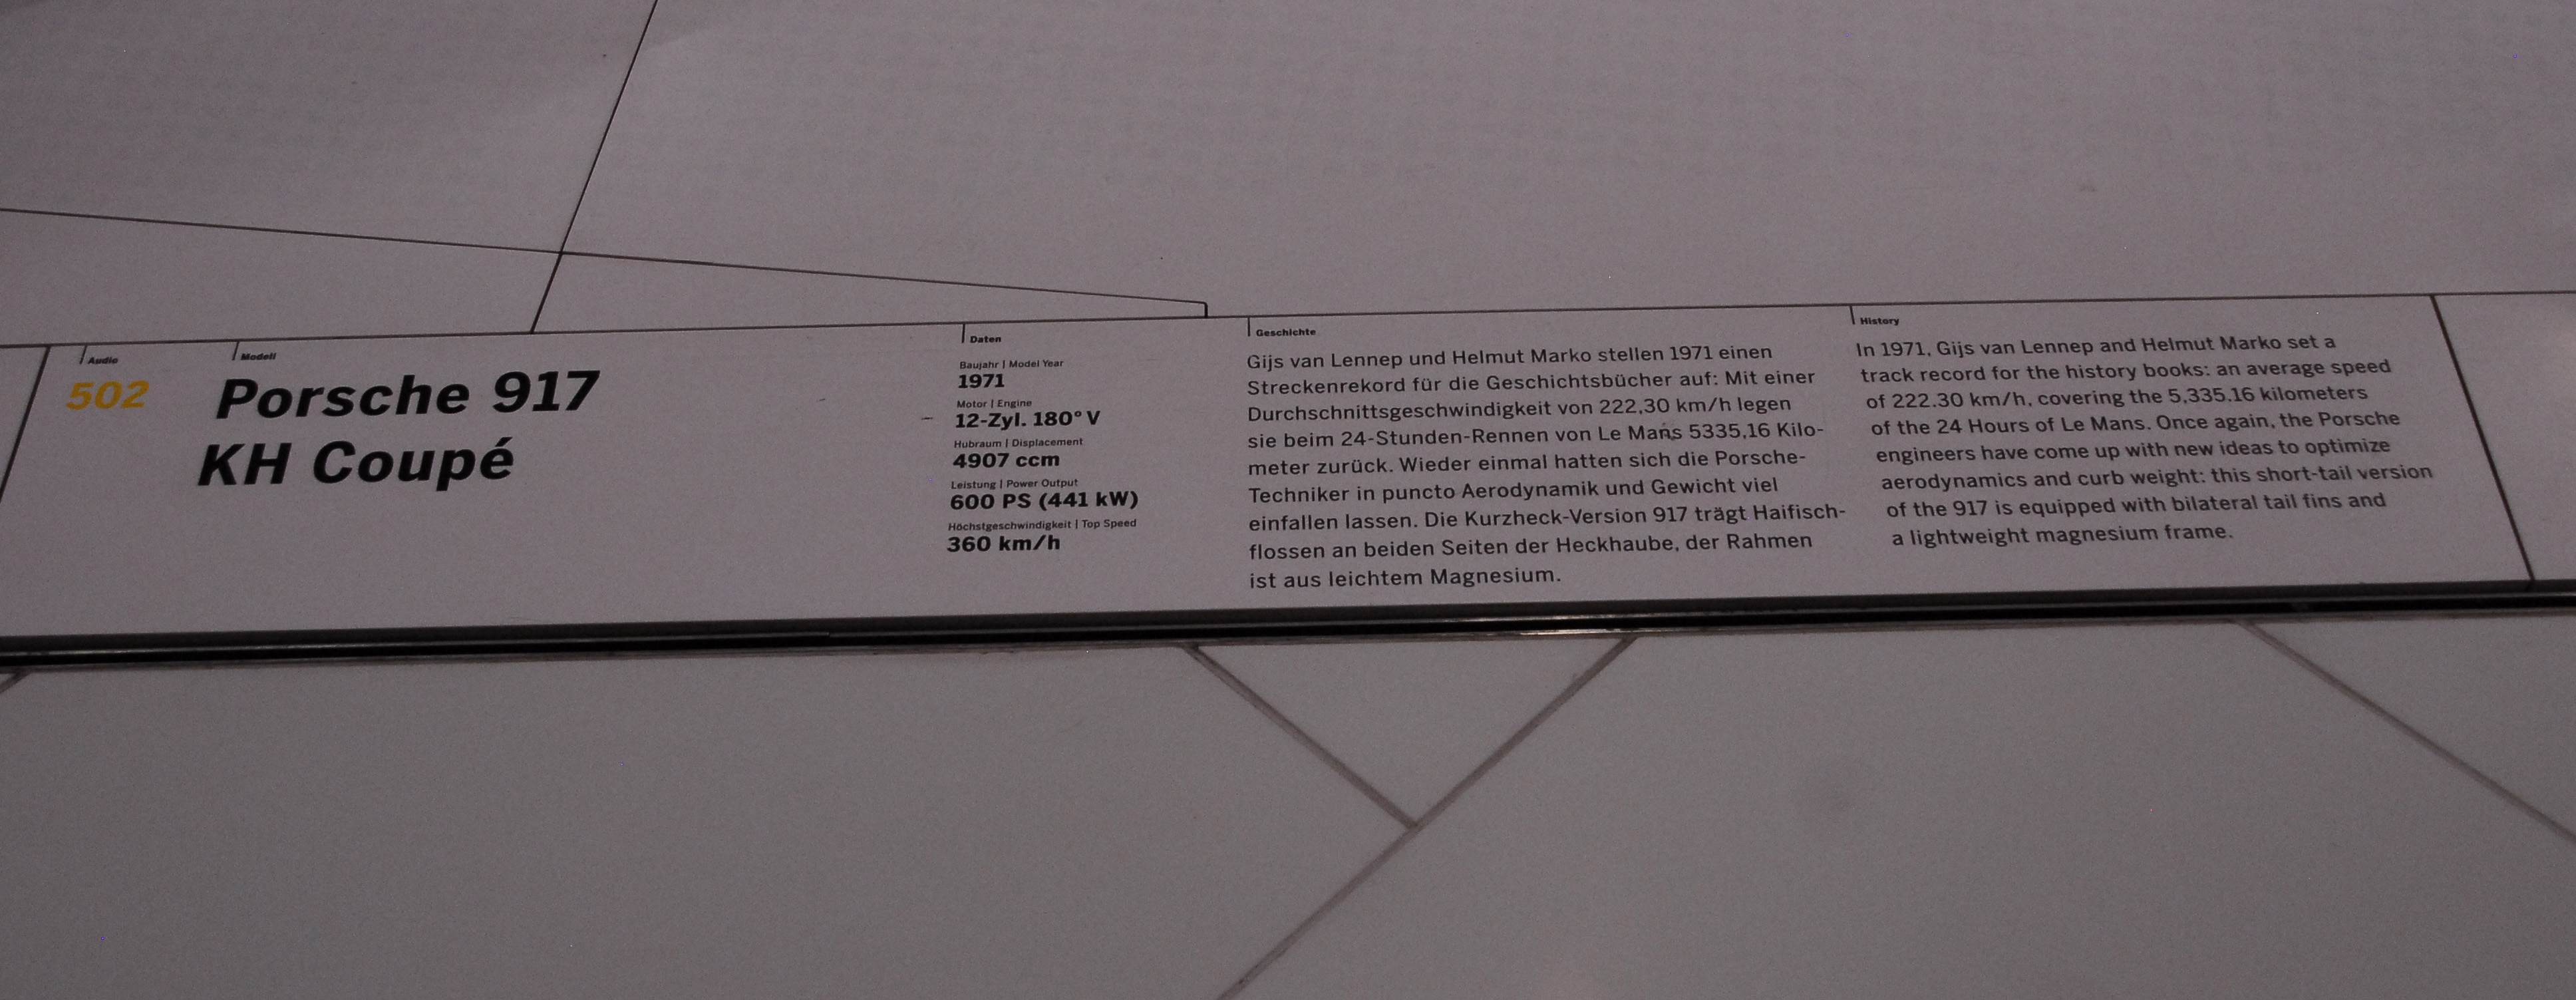 Audio
502
Modell
Porsche 917
KH Coupé
Daten
Baujahr | Model Year
1971
Motor | Engine
12-Zyl. 180° V
Hubraum | Displacement
4907 ccm
Leistung | Power Output
600 PS (441 kW)
Höchstgeschwindigkeit | Top Speed
360 km/h
Geschichte
Gijs van Lennep und Helmut Marko stellen 1971 einen
Streckenrekord für die Geschichtsbücher auf: Mit einer
Durchschnittsgeschwindigkeit von 222,30 km/h legen
sie beim 24-Stunden-Rennen von Le Mans 5335,16 Kilo-
meter zurück. Wieder einmal hatten sich die Porsche-
Techniker in puncto Aerodynamik und Gewicht viel
einfallen lassen. Die Kurzheck-Version 917 trägt Haifisch-
flossen an beiden Seiten der Heckhaube, der Rahmen
ist aus leichtem Magnesium.
History
In 1971, Gijs van Lennep and Helmut Marko set a
track record for the history books: an average speed
of 222.30 km/h, covering the 5,335.16 kilometers
of the 24 Hours of Le Mans. Once again, the Porsche
engineers have come up with new ideas to optimize
aerodynamics and curb weight: this short-tail version
of the 917 is equipped with bilateral tail fins and
a lightweight magnesium frame.